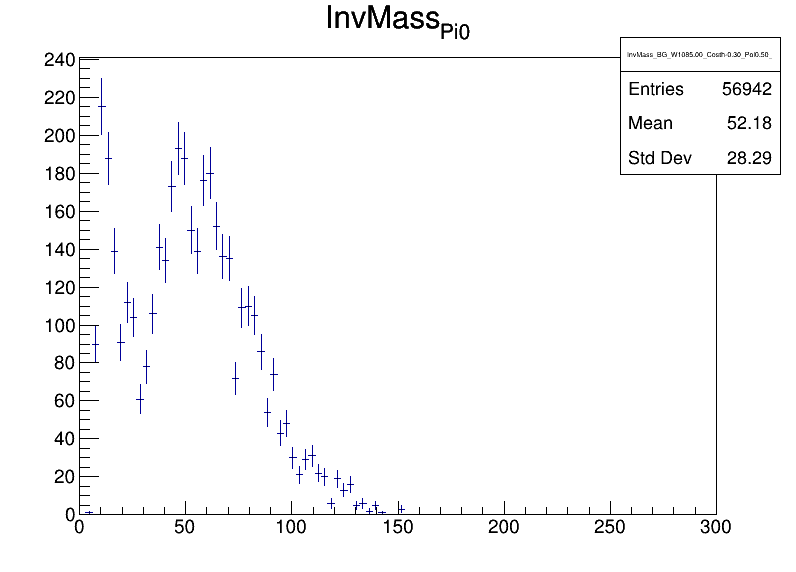 InvMass_Pi0
InvMass_BG_W1085.00_Costh-0.30_Pol0.50_
Entries 56942
Mean 52.18
Std Dev 28.29
240
220
200
180
160
140
120
100
80
60
40
20
0
0 50 100 150 200 250 300